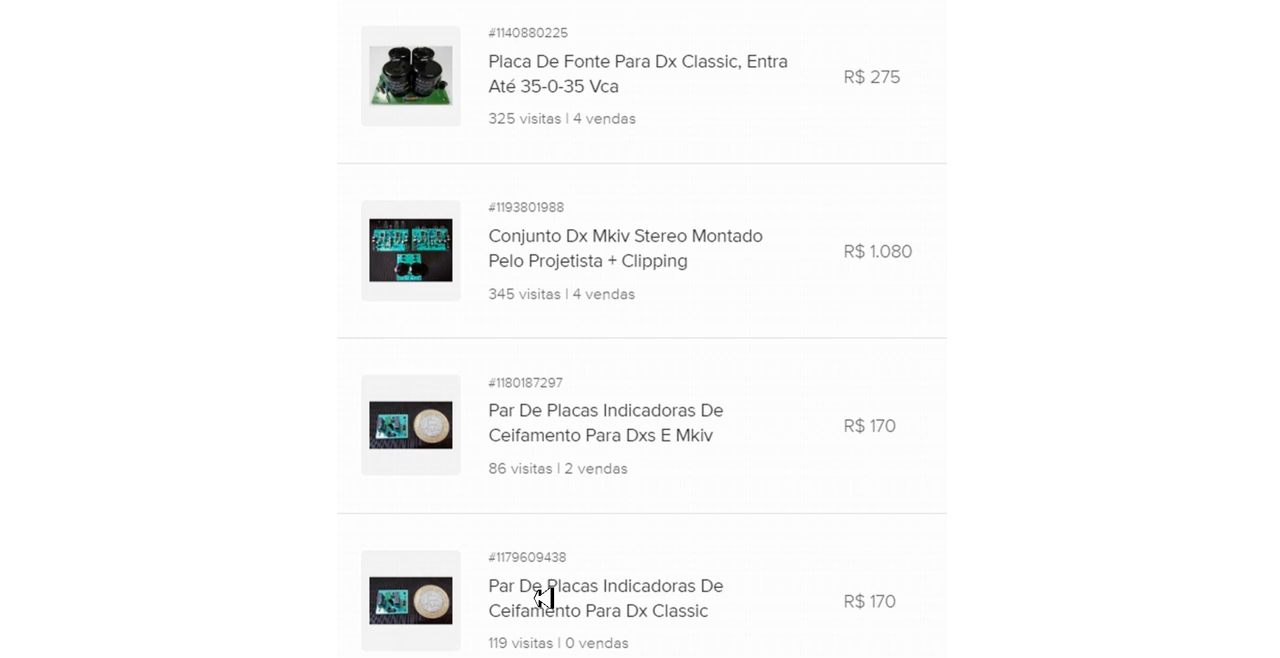 #1140880225
Placa De Fonte Para Dx Classic, Entra
Até 35-0-35 Vca
R$ 275
325 visitas | 4 vendas
#1193801988
Conjunto Dx Mkiv Stereo Montado
Pelo Projetista + Clipping
R$ 1.080
345 visitas | 4 vendas
#1180187297
Par De Placas Indicadoras De
Ceifamento Para Dxs E Mkiv
R$ 170
86 visitas | 2 vendas
#1179609438
Par De Placas Indicadoras De
Ceifamento Para Dx Classic
R$ 170
119 visitas | 0 vendas